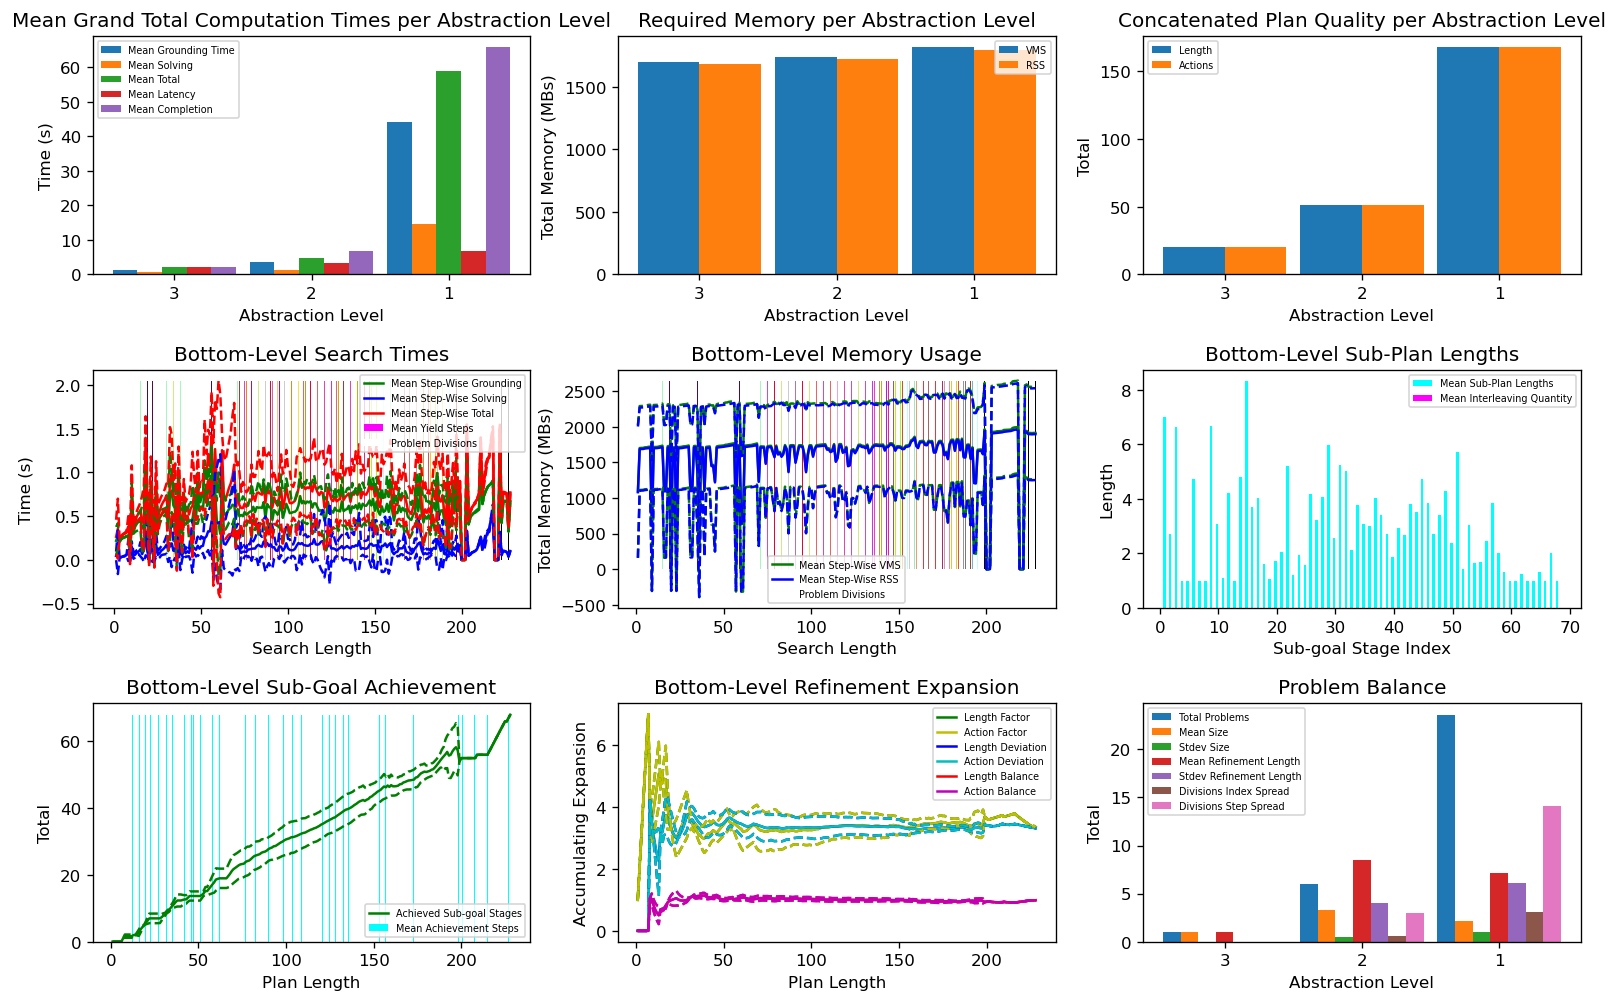 Mean Grand Total Computation Times per Abstraction Level
Time (s)
60
50
40
30
20
10
0
Mean Grounding Time
Mean Solving
Mean Total
Mean Latency
Mean Completion
3 2 1
Abstraction Level
Required Memory per Abstraction Level
Total Memory (MBs)
1500
1000
500
0
VMS
RSS
3 2 1
Abstraction Level
Concatenated Plan Quality per Abstraction Level
Total
150
100
50
0
Length
Actions
3 2 1
Abstraction Level
Bottom-Level Search Times
Time (s)
2.0
1.5
1.0
0.5
0.0
−0.5
Mean Step-Wise Grounding
Mean Step-Wise Solving
Mean Step-Wise Total
Mean Yield Steps
Problem Divisions
0 50 100 150 200
Search Length
Bottom-Level Memory Usage
Total Memory (MBs)
2500
2000
1500
1000
500
0
−500
Mean Step-Wise VMS
Mean Step-Wise RSS
Problem Divisions
0 50 100 150 200
Search Length
Bottom-Level Sub-Plan Lengths
Length
8
6
4
2
0
Mean Sub-Plan Lengths
Mean Interleaving Quantity
0 10 20 30 40 50 60 70
Sub-goal Stage Index
Bottom-Level Sub-Goal Achievement
Total
60
40
20
0
Achieved Sub-goal Stages
Mean Achievement Steps
0 50 100 150 200
Plan Length
Bottom-Level Refinement Expansion
Accumulating Expansion
6
4
2
0
Length Factor
Action Factor
Length Deviation
Action Deviation
Length Balance
Action Balance
0 50 100 150 200
Plan Length
Problem Balance
Total
20
15
10
5
0
Total Problems
Mean Size
Stdev Size
Mean Refinement Length
Stdev Refinement Length
Divisions Index Spread
Divisions Step Spread
3 2 1
Abstraction Level